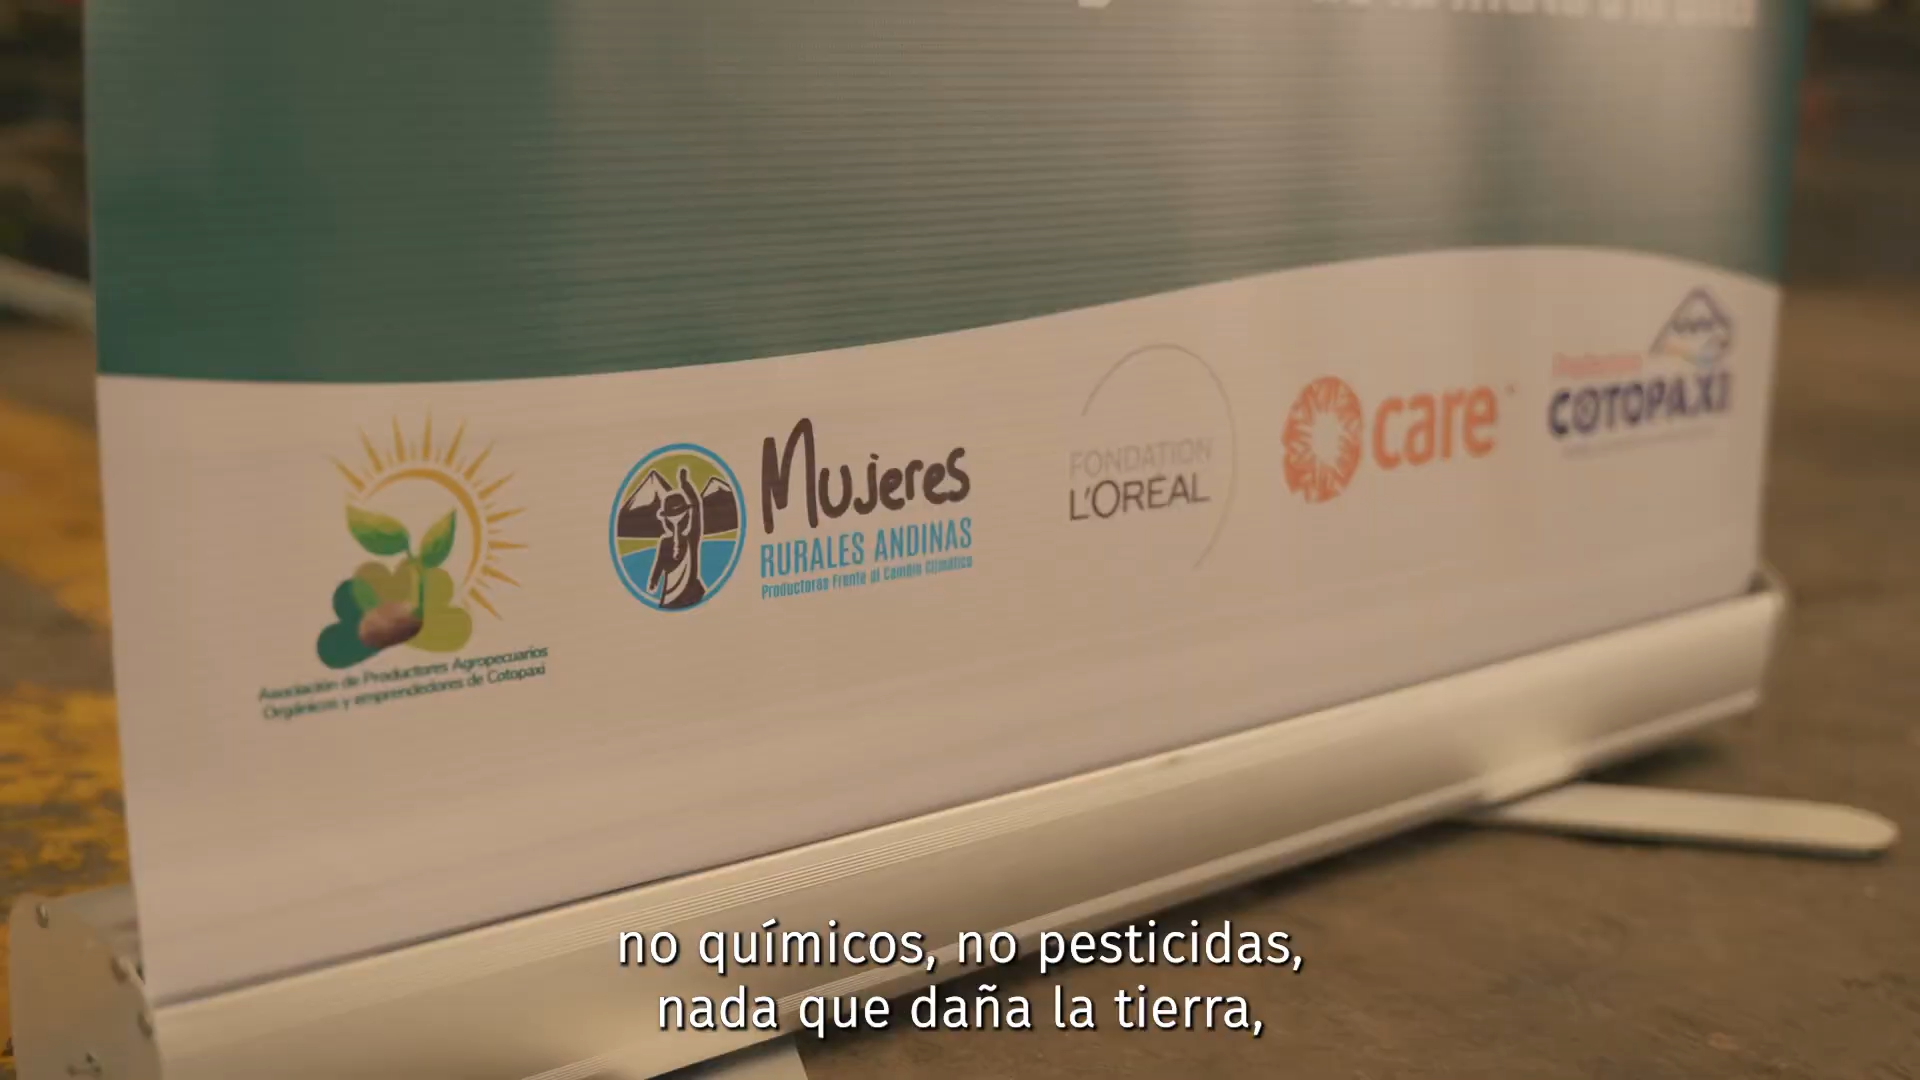 Asociación de Productores Agropecuarios
Orgánicos y emprendedores de Cotopaxi
Mujeres
RURALES ANDINAS
Productoras Frente al Cambio Climático
FONDATION
L'ORÉAL
care
COTOPAXI
no químicos, no pesticidas,
nada que daña la tierra,